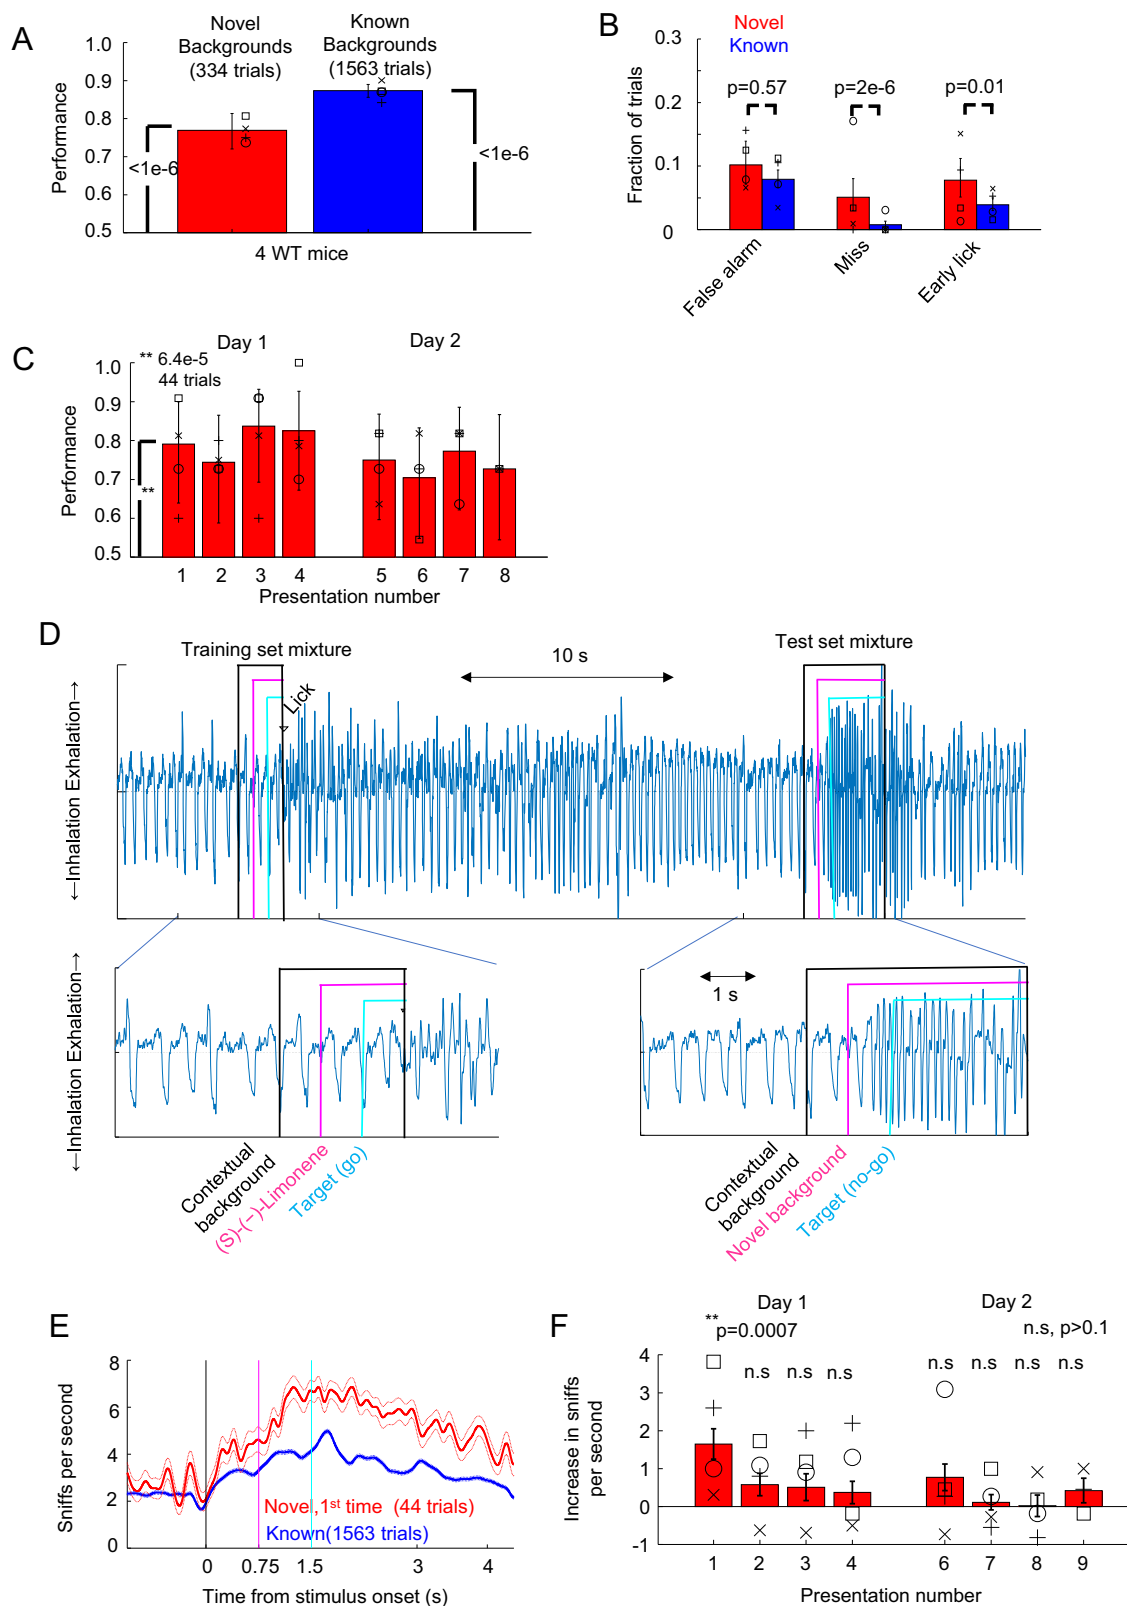 A
Novel
Backgrounds
(334 trials)
Known
Backgrounds
(1563 trials)
1.0
0.9
0.8
0.7
0.6
0.5
Performance
<1e-6
<1e-6
4 WT mice
B
Novel
Known
0.3
0.2
0.1
0
Fraction of trials
p=0.57
p=2e-6
p=0.01
False alarm
Miss
Early lick
C
Day 1
Day 2
** 6.4e-5
44 trials
1.0
0.9
0.8
0.7
0.6
0.5
Performance
**
1 2 3 4 5 6 7 8
Presentation number
D
Training set mixture
Test set mixture
10 s
Lick
←Inhalation Exhalation→
1 s
←Inhalation Exhalation→
Contextual
background
(S)-(−)-Limonene
Target (go)
Contextual
background
Novel background
Target (no-go)
E
8
6
4
2
0
Sniffs per second
Novel,1st time (44 trials)
Known(1563 trials)
0 0.75 1.5 3 4
Time from stimulus onset (s)
F
Day 1
Day 2
**
p=0.0007
n.s, p>0.1
n.s n.s n.s
n.s n.s n.s n.s
4
3
2
1
0
-1
Increase in sniffs
per second
1 2 3 4 6 7 8 9
Presentation number